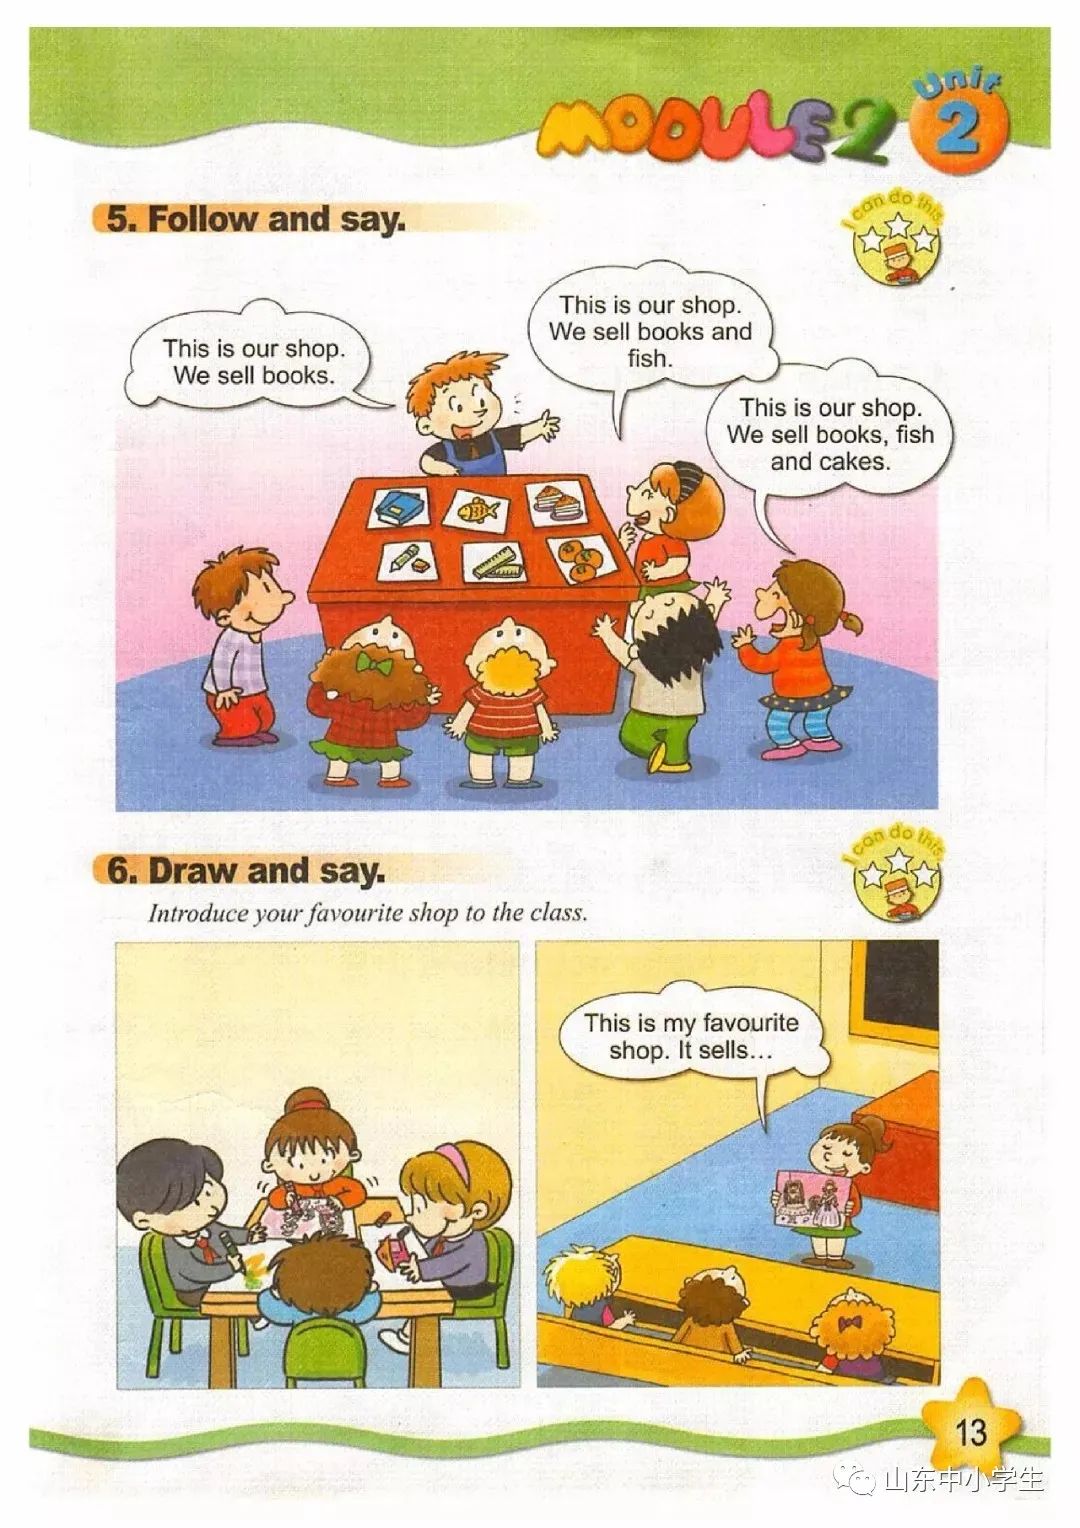 MODULE 2
Unit
2
5. Follow and say.
I can do this.
This is our shop.
We sell books.
This is our shop.
We sell books and
fish.
This is our shop.
We sell books, fish
and cakes.
6. Draw and say.
I can do this.
Introduce your favourite shop to the class.
This is my favourite
shop. It sells...
13
山东中小学生